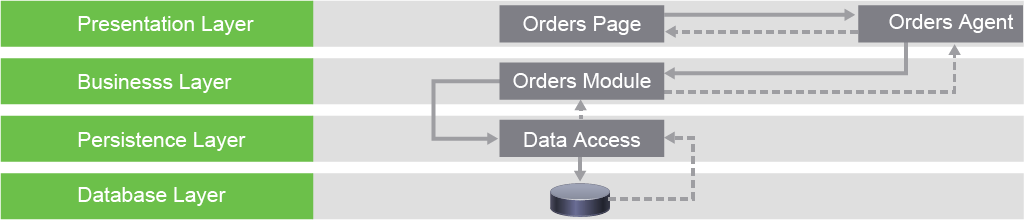 Presentation Layer
Orders Page
Orders Agent
Businesss Layer
Orders Module
Persistence Layer
Data Access
Database Layer